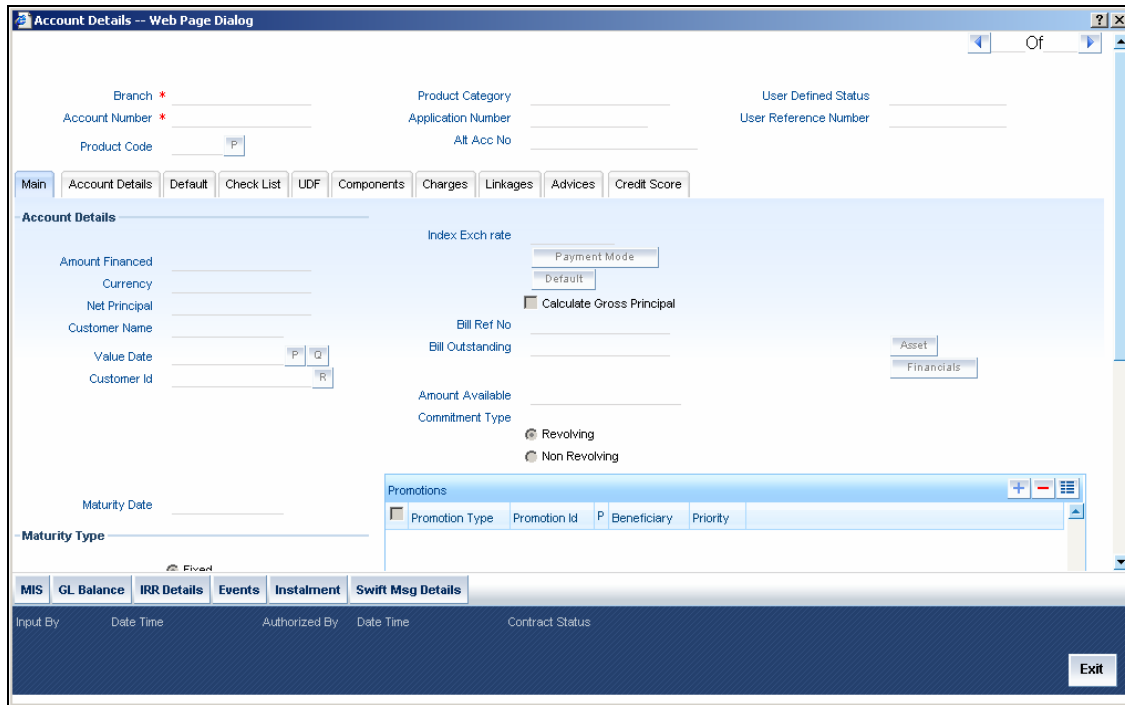 Account Details -- Web Page Dialog
? X
Of
Branch * Product Category User Defined Status
Account Number * Application Number User Reference Number
Product Code P Alt Acc No
Main Account Details Default Check List UDF Components Charges Linkages Advices Credit Score
Account Details
Index Exch rate
Amount Financed Payment Mode
Currency Default
Net Principal Calculate Gross Principal
Customer Name Bill Ref No
Value Date P Q Bill Outstanding Asset
Customer Id R Financials
Amount Available
Commitment Type
Revolving
Non Revolving
Maturity Date Promotions
Promotion Type Promotion Id P Beneficiary Priority
Maturity Type
Fixed
MIS GL Balance IRR Details Events Instalment Swift Msg Details
Input By Date Time Authorized By Date Time Contract Status
Exit